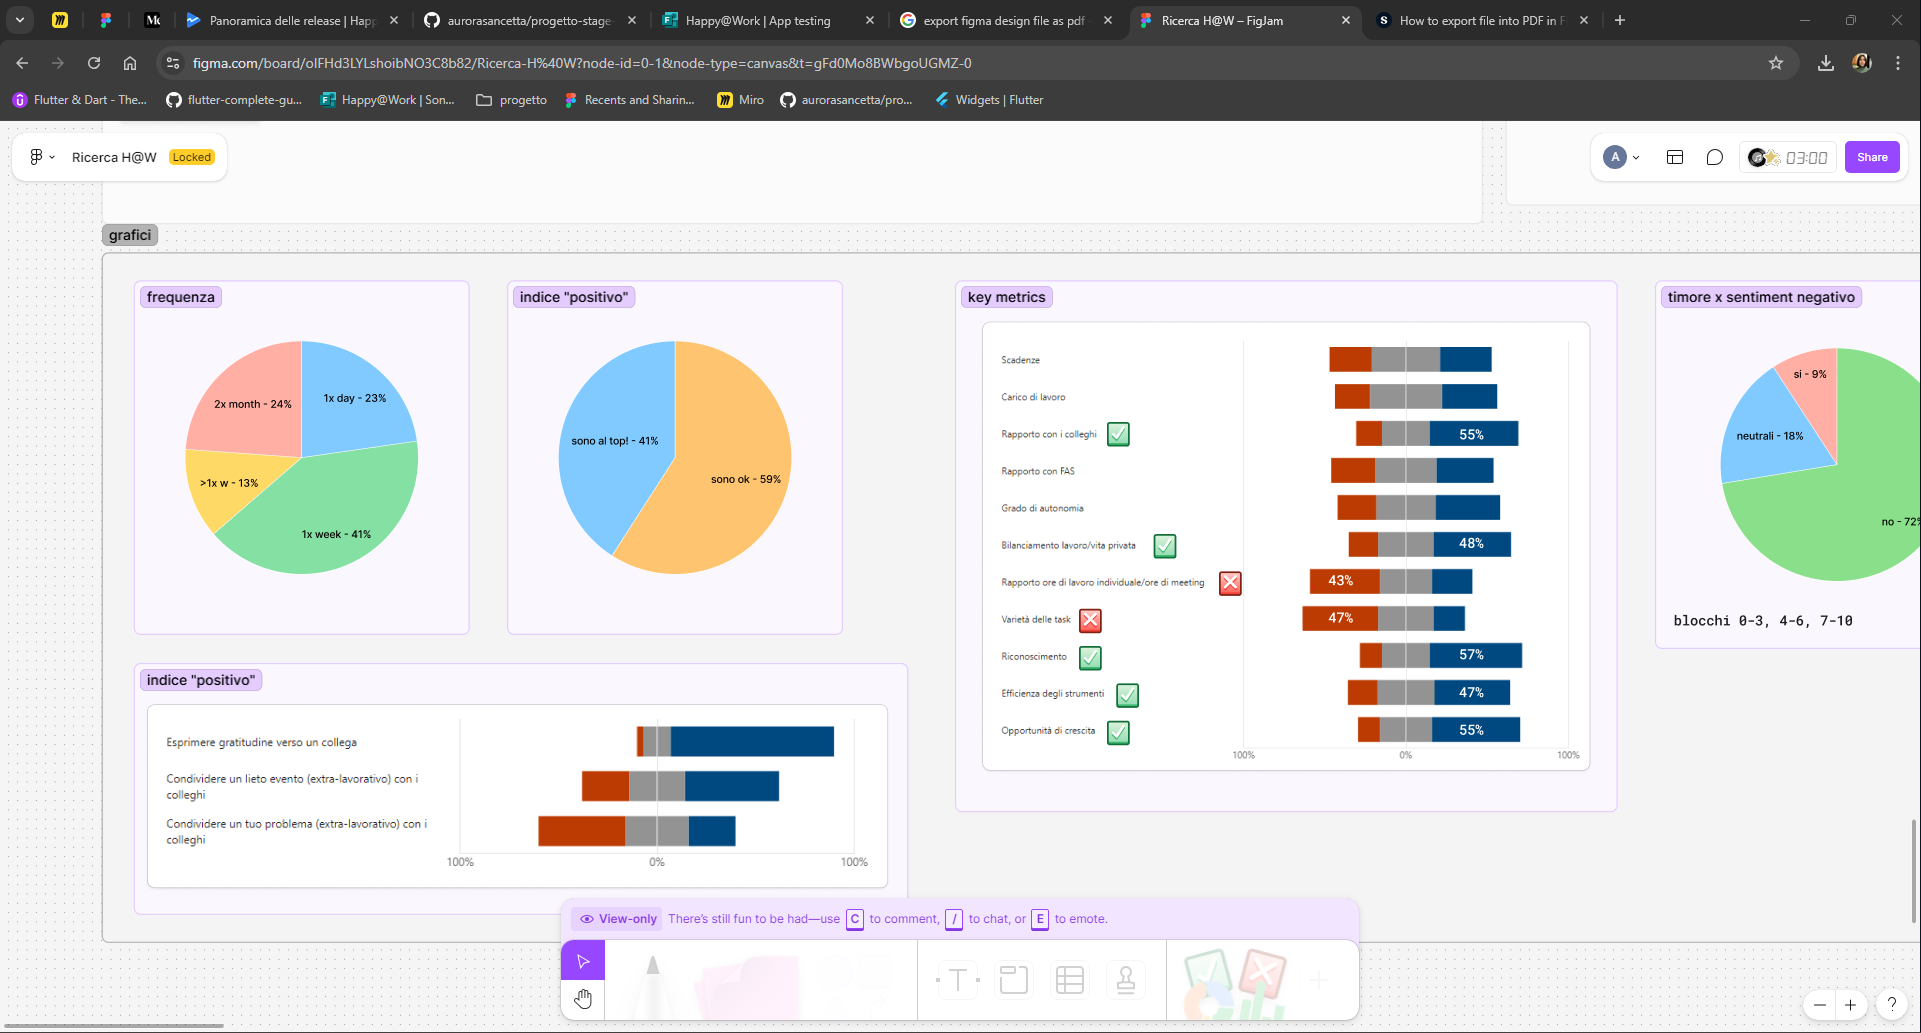 Panoramica delle release | Hap
aurorasancetta/progetto-stage-
Happy@Work | App testing
export figma design file as pdf
Ricerca H@W – FigJam
How to export file into PDF in F
figma.com/board/oIFHd3LYLshoibNO3C8b82/Ricerca-H%40W?node-id=0-1&node-type=canvas&t=gFd0Mo8BWbgoUGMZ-0
Flutter & Dart - The...
flutter-complete-gu...
Happy@Work | Son...
progetto
Recents and Sharin...
Miro
aurorasancetta/pro...
Widgets | Flutter
Ricerca H@W
Locked
A
03:00
Share
grafici
frequenza
2x month - 24%
1x day - 23%
>1x w - 13%
1x week - 41%
indice "positivo"
sono al top! - 41%
sono ok - 59%
key metrics
Scadenze
Carico di lavoro
Rapporto con i colleghi
55%
Rapporto con FAS
Grado di autonomia
Bilanciamento lavoro/vita privata
48%
Rapporto ore di lavoro individuale/ore di meeting
43%
Varietà delle task
47%
Riconoscimento
57%
Efficienza degli strumenti
47%
Opportunità di crescita
55%
100%
0%
100%
timore x sentiment negativo
si - 9%
neutrali - 18%
no - 72%
blocchi 0-3, 4-6, 7-10
indice "positivo"
Esprimere gratitudine verso un collega
Condividere un lieto evento (extra-lavorativo) con i
colleghi
Condividere un tuo problema (extra-lavorativo) con i
colleghi
100%
0%
100%
View-only
There's still fun to be had—use C to comment, / to chat, or E to emote.
T
?